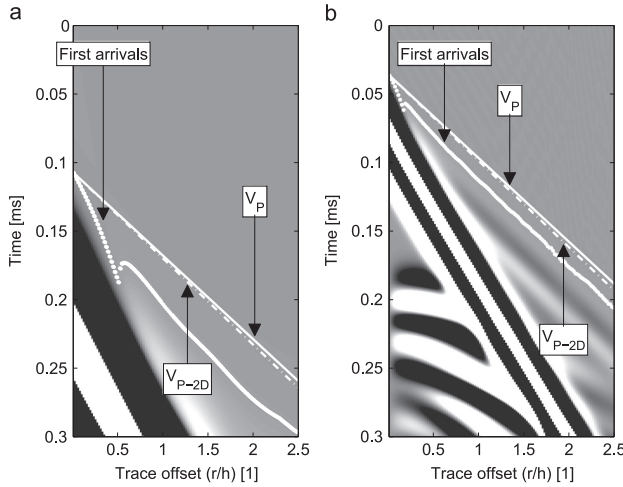 a
b
0
0.05
0.1
0.15
0.2
0.25
0.3
Time [ms]
First arrivals
V_P
V_P−2D
0.5
1
1.5
2
2.5
Trace offset (r/h) [1]
0
0.05
0.1
0.15
0.2
0.25
0.3
Time [ms]
First arrivals
V_P
V_P−2D
0.5
1
1.5
2
2.5
Trace offset (r/h) [1]